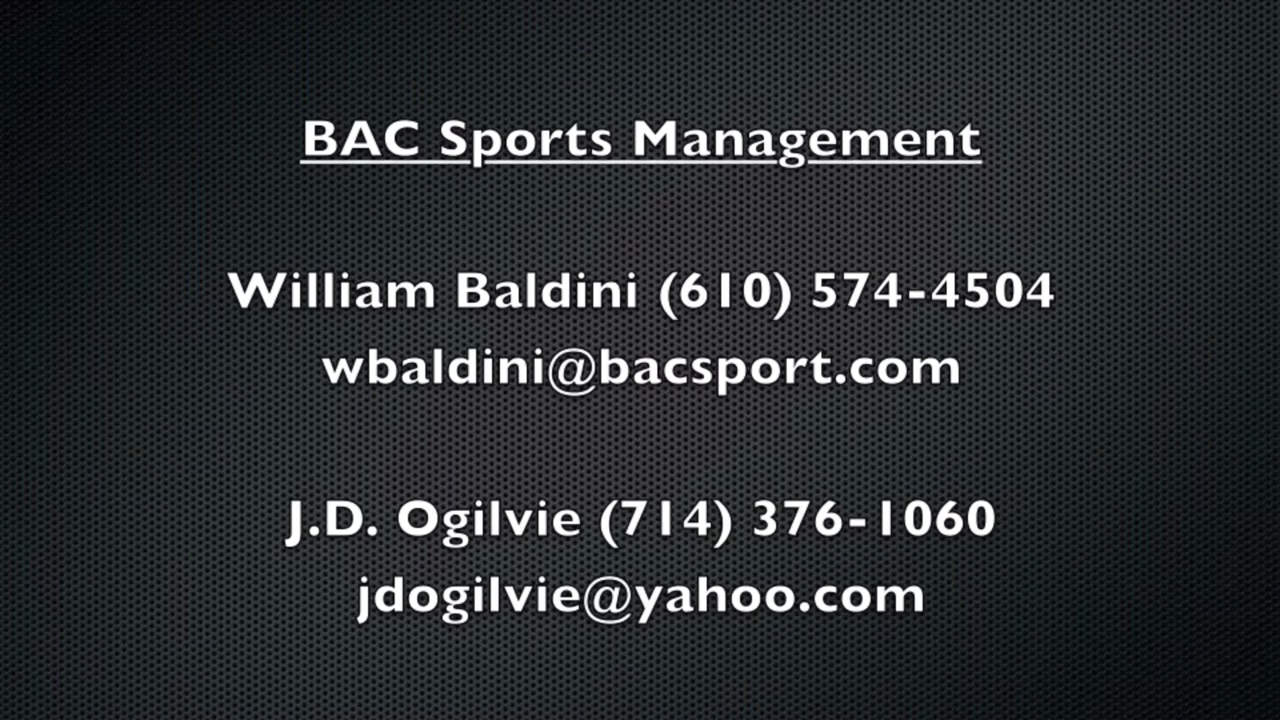 BAC Sports Management
William Baldini (610) 574-4504
wbaldini@bacsport.com
J.D. Ogilvie (714) 376-1060
jdogilvie@yahoo.com